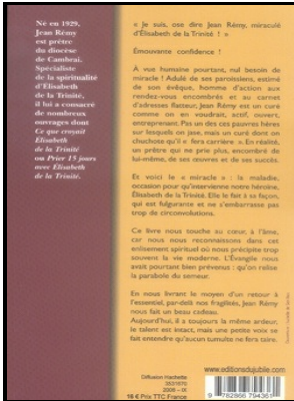 Né en 1929,
Jean Rémy
est prêtre
du diocèse
de Cambrai.
Spécialiste
de la spiritualité
d'Elisabeth
de la Trinité,
il lui a consacré
de nombreux
ouvrages dont
Ce que croyait
Elisabeth
de la Trinité
ou Prier 15 jours
avec Elisabeth
de la Trinité.
« Je suis, ose dire Jean Rémy, miraculé
d'Élisabeth de la Trinité ! »
Émouvante confidence !
À vue humaine pourtant, nul besoin de
miracle ! Adulé de ses paroissiens, estimé
de son évêque, homme d'action aux
rendez-vous encombrés et au carnet
d'adresses flatteur, Jean Rémy est un curé
comme on en voudrait, actif, ouvert,
entreprenant. Pas un des ces pauvres hères
sur lesquels on jase, mais un curé dont on
chuchote qu'il « fera carrière ». En réalité,
un prêtre qui ne prie plus, encombré de
lui-même, de ses œuvres et de ses succès.
Et voici le « miracle » : la maladie,
occasion pour qu'intervienne notre héroïne,
Élisabeth de la Trinité. Elle le fait à sa façon,
qui est fulgurante et ne s'embarrasse pas
trop de circonvolutions.
Ce livre nous touche au cœur, à l'âme,
car nous nous reconnaissons dans cet
enlisement spirituel où nous précipite trop
souvent la vie moderne. L'Évangile nous
avait pourtant bien prévenus : qu'on relise
la parabole du semeur.
En nous livrant le moyen d'un retour à
l'essentiel, par-delà nos fragilités, Jean Rémy
nous fait un beau cadeau.
Aujourd'hui, il a toujours la même ardeur,
le talent est intact, mais une petite voix se
fait entendre qu'aucun tumulte ne fera taire.
www.editionsdujubile.com
Diffusion Hachette
2008 – IX
16 € Prix TTC France
9 782866 794361